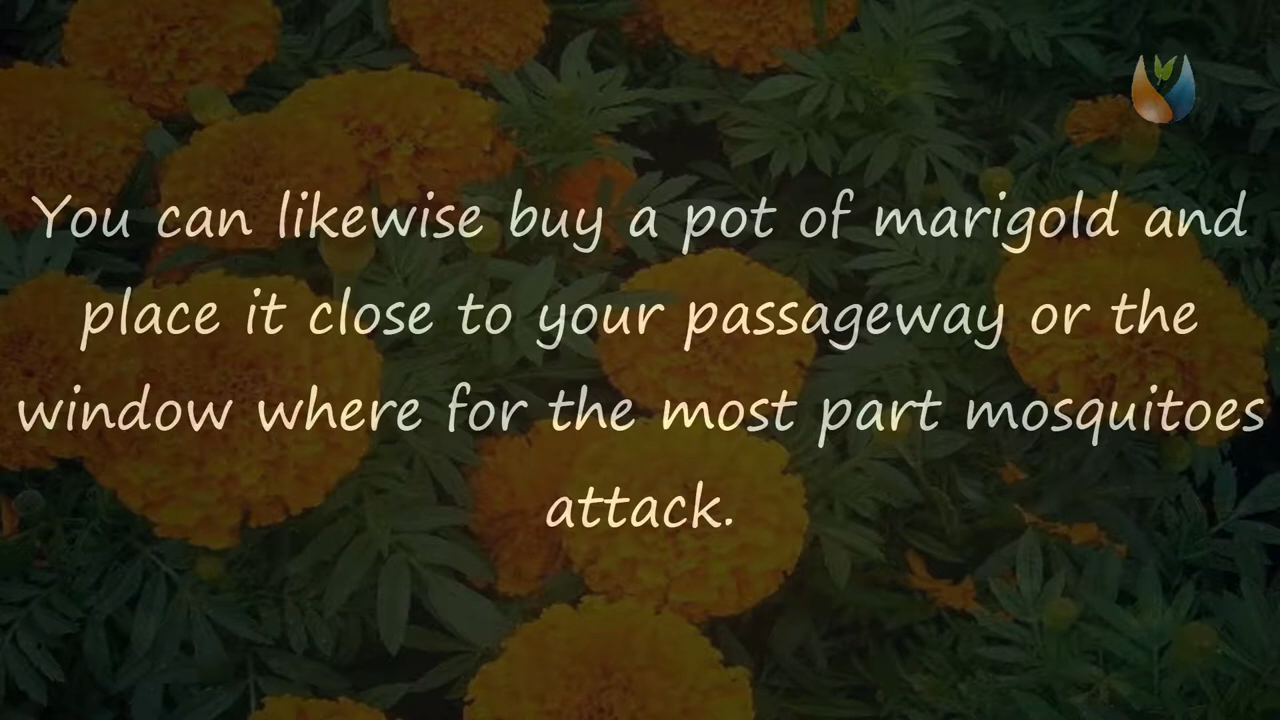 You can likewise buy a pot of marigold and
place it close to your passageway or the
window where for the most part mosquitoes
attack.